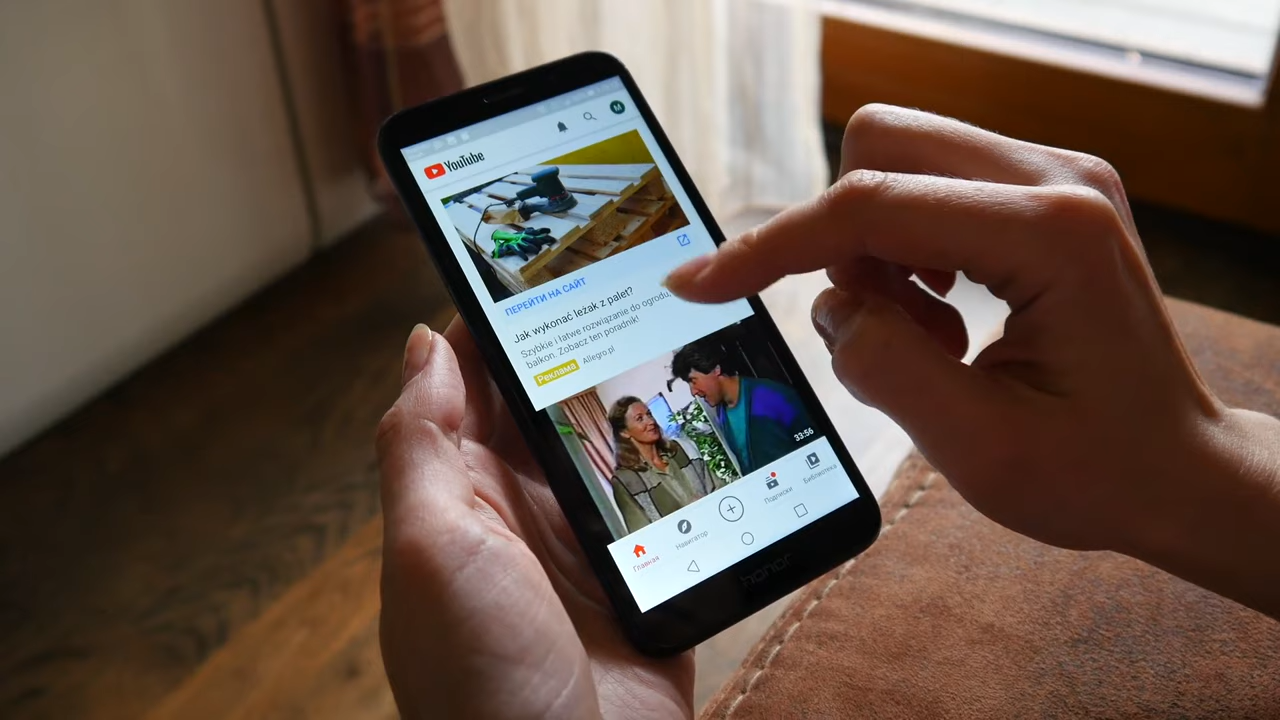 M
YouTube
ПЕРЕЙТИ НА САЙТ
Jak wykonać leżak z palet?
Szybkie i łatwe rozwiązanie do ogrodu,
balkon. Zobacz ten poradnik!
Реклама Allegro.pl
33:56
Главная
Навигатор
Подписки
Библиотека
honor